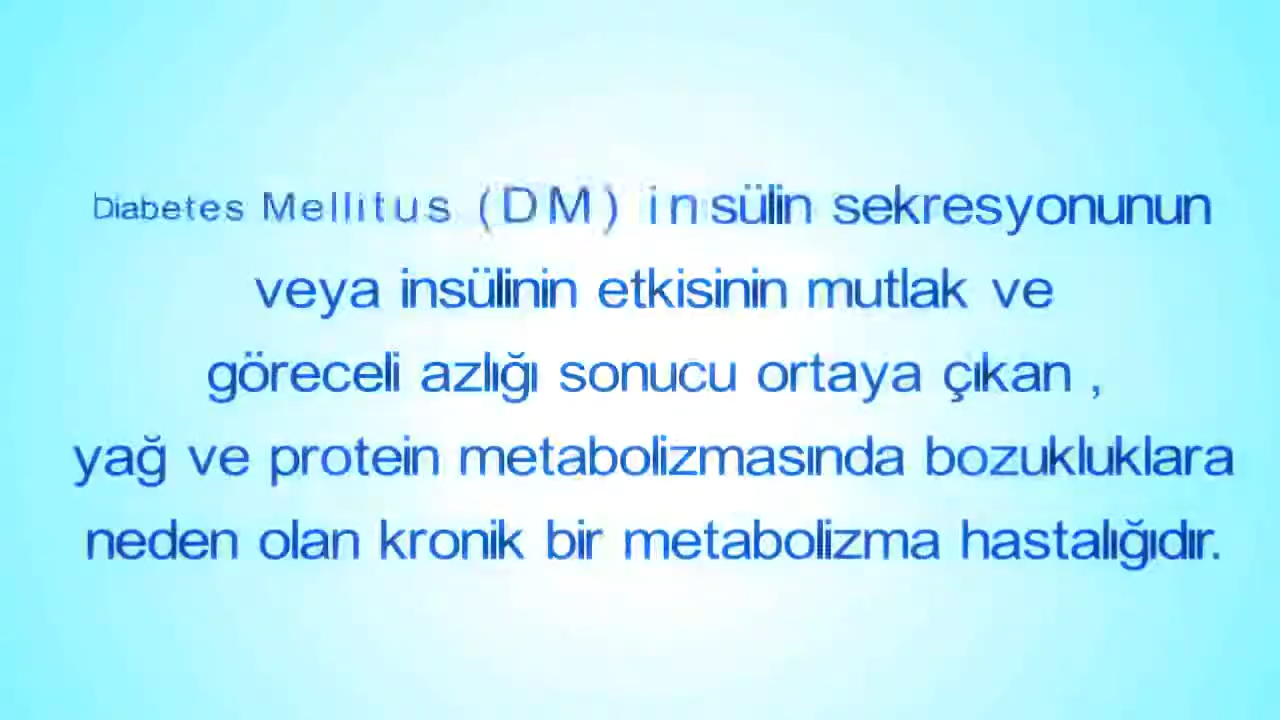 Diabetes Mellitus (DM) insülin sekresyonunun
veya insülinin etkisinin mutlak ve
göreceli azlığı sonucu ortaya çıkan ,
yağ ve protein metabolizmasında bozukluklara
neden olan kronik bir metabolizma hastalığıdır.